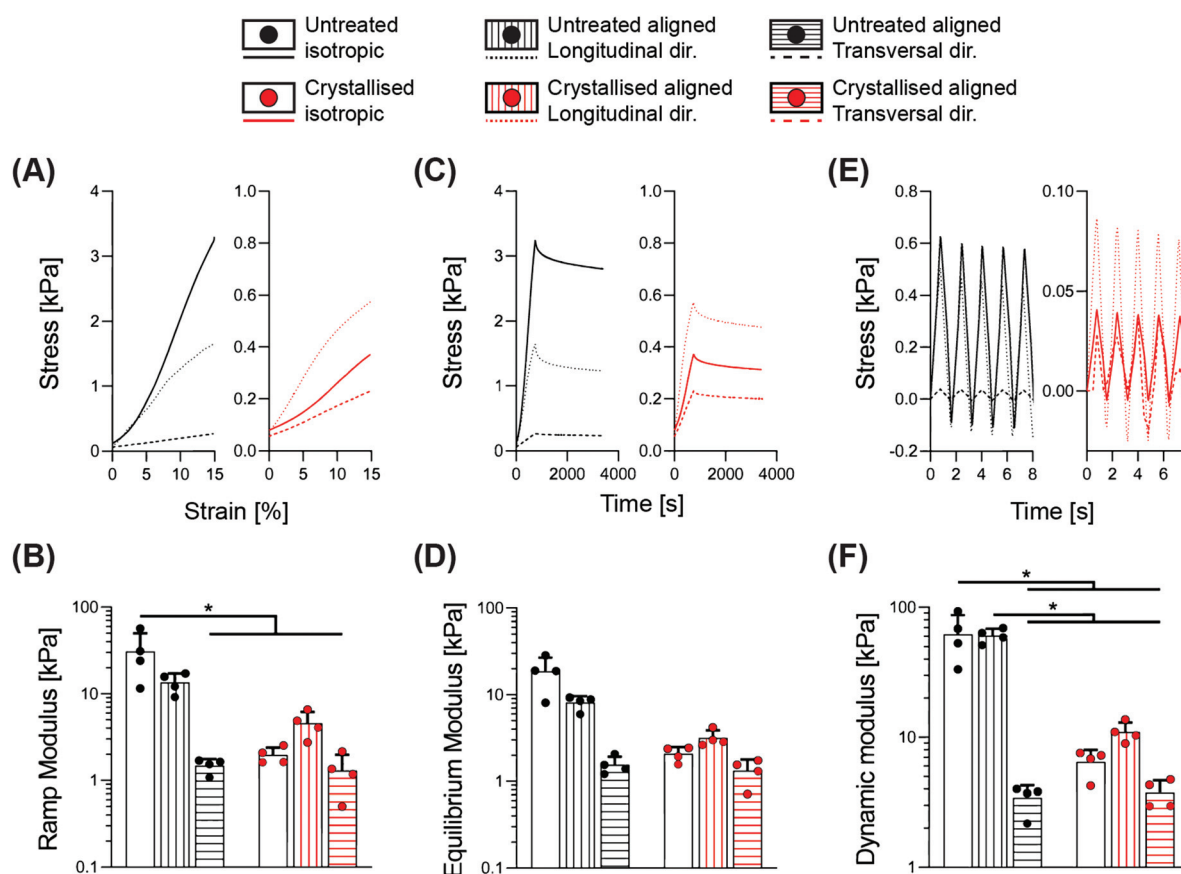 Untreated
isotropic
Untreated aligned
Longitudinal dir.
Untreated aligned
Transversal dir.
Crystallised
isotropic
Crystallised aligned
Longitudinal dir.
Crystallised aligned
Transversal dir.
(A)
Stress [kPa]
4
3
2
1
0
0 5 10 15
1.0
0.8
0.6
0.4
0.2
0.0
0 5 10 15
Strain [%]
(C)
Stress [kPa]
4
3
2
1
0
0 2000 4000
1.0
0.8
0.6
0.4
0.2
0.0
0 2000 4000
Time [s]
(E)
Stress [kPa]
0.8
0.6
0.4
0.2
0.0
-0.2
0 2 4 6 8
0.10
0.05
0.00
0 2 4 6
Time [s]
(B)
Ramp Modulus [kPa]
100
10
1
0.1
*
(D)
Equilibrium Modulus [kPa]
100
10
1
0.1
(F)
Dynamic modulus [kPa]
100
10
1
*
*